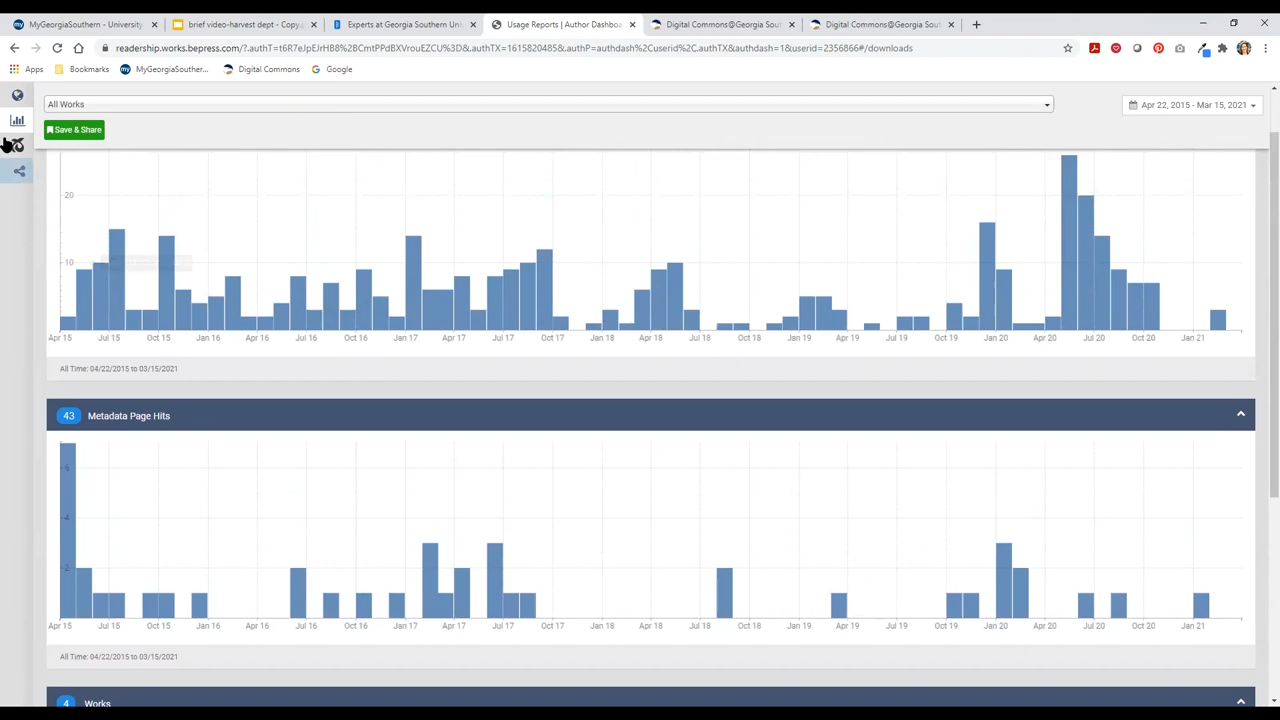 MyGeorgiaSouthern - University
brief video-harvest dept - Copy
Experts at Georgia Southern Uni
Usage Reports | Author Dashboa
Digital Commons@Georgia Sout
Digital Commons@Georgia Sout
readership.works.bepress.com/?.authT=t6R7eJpEJrHB8%2BCmtPPdBXVrouEZCU%3D&.authTX=1615820485&.authP=authdash%2Cuserid%2C.authTX&authdash=1&userid=2356866#/downloads
Apps Bookmarks MyGeorgiaSouther... Digital Commons Google
All Works
Apr 22, 2015 - Mar 15, 2021
Save & Share
20
10
Apr 15 Jul 15 Oct 15 Jan 16 Apr 16 Jul 16 Oct 16 Jan 17 Apr 17 Jul 17 Oct 17 Jan 18 Apr 18 Jul 18 Oct 18 Jan 19 Apr 19 Jul 19 Oct 19 Jan 20 Apr 20 Jul 20 Oct 20 Jan 21
All Time: 04/22/2015 to 03/15/2021
43 Metadata Page Hits
6
4
2
Apr 15 Jul 15 Oct 15 Jan 16 Apr 16 Jul 16 Oct 16 Jan 17 Apr 17 Jul 17 Oct 17 Jan 18 Apr 18 Jul 18 Oct 18 Jan 19 Apr 19 Jul 19 Oct 19 Jan 20 Apr 20 Jul 20 Oct 20 Jan 21
All Time: 04/22/2015 to 03/15/2021
4 Works